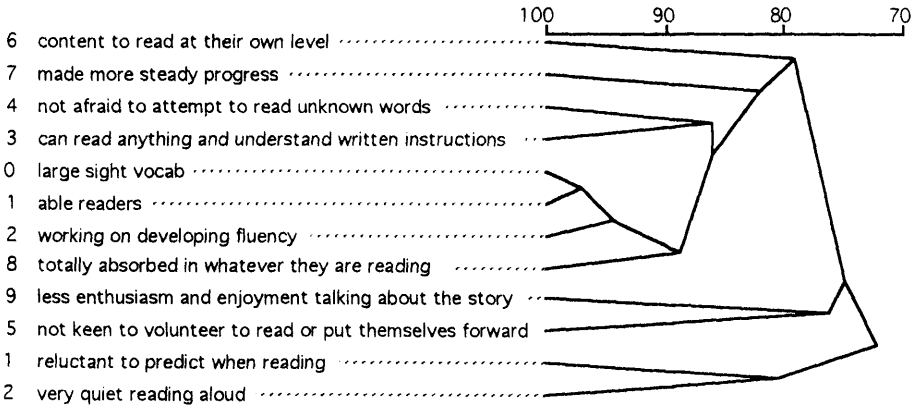 100 90 80 70
6 content to read at their own level
7 made more steady progress
4 not afraid to attempt to read unknown words
3 can read anything and understand written instructions
0 large sight vocab
1 able readers
2 working on developing fluency
8 totally absorbed in whatever they are reading
9 less enthusiasm and enjoyment talking about the story
5 not keen to volunteer to read or put themselves forward
1 reluctant to predict when reading
2 very quiet reading aloud